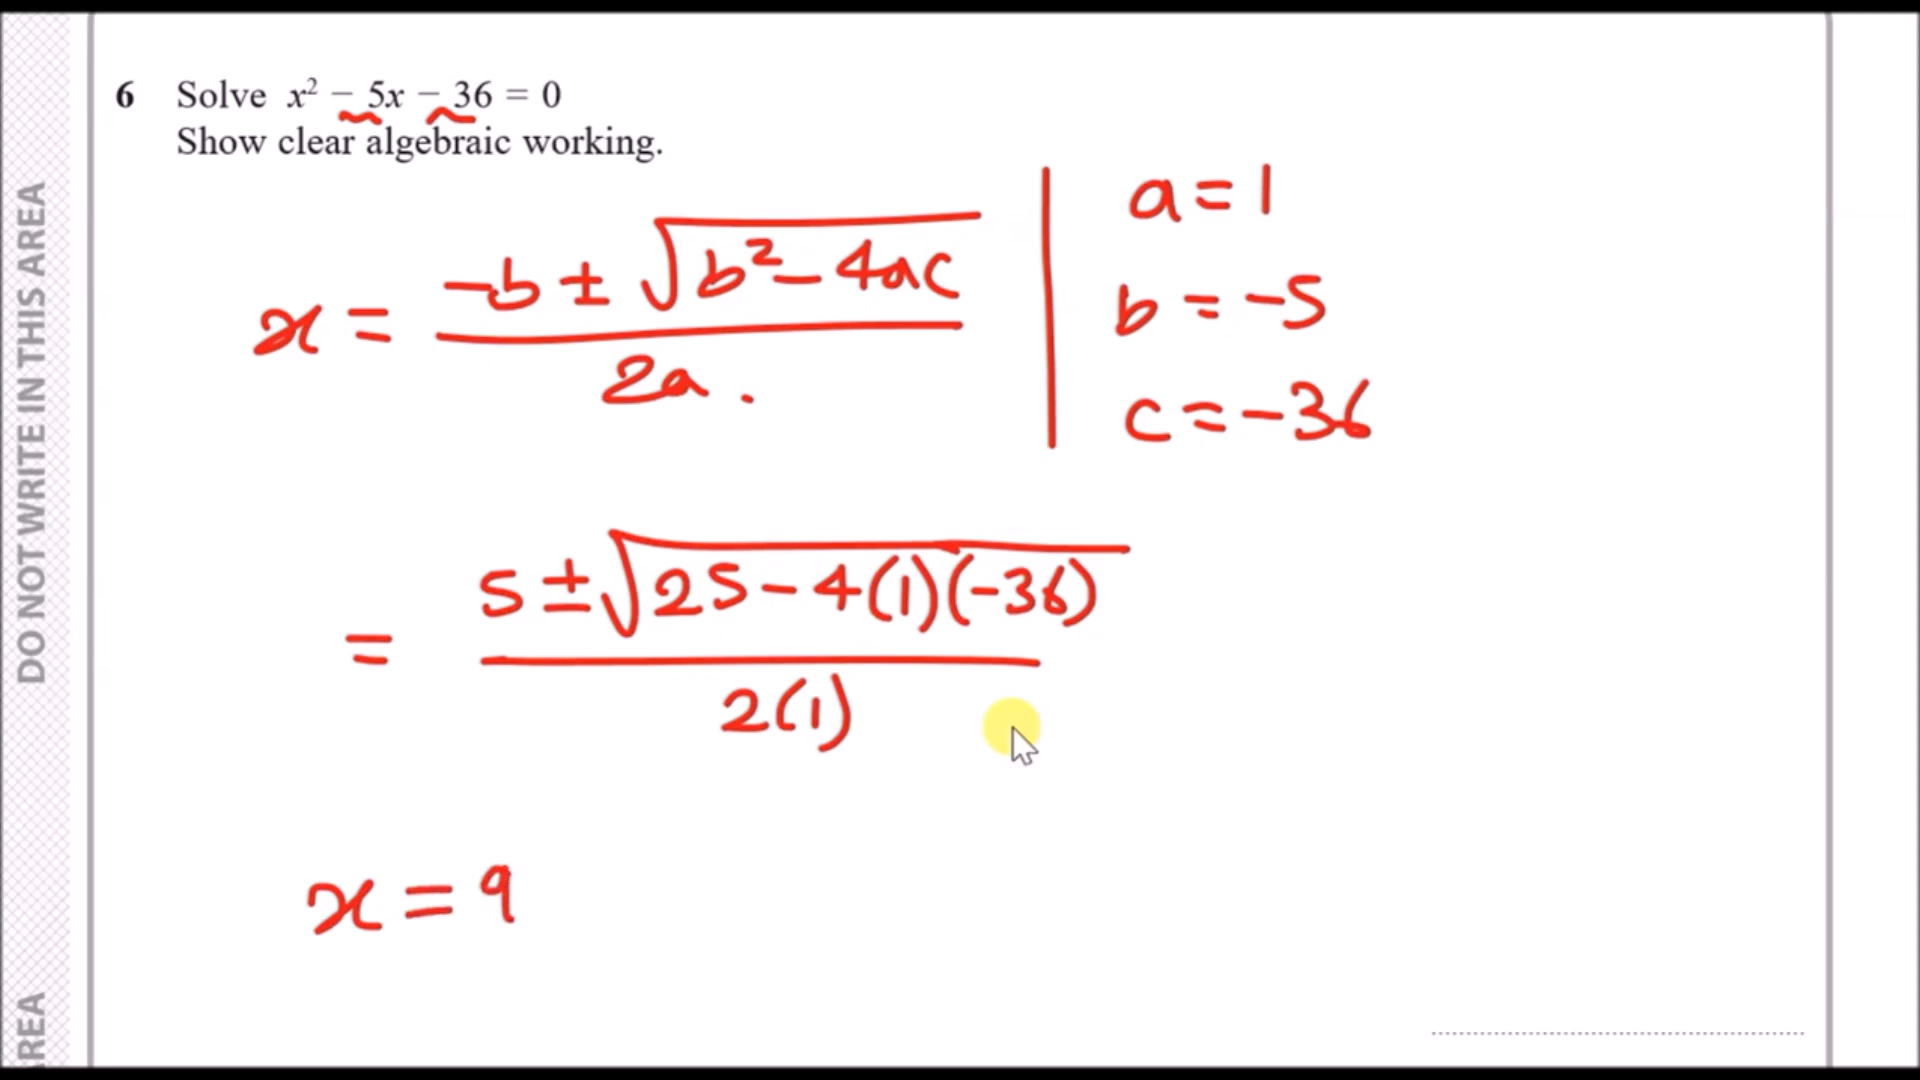 DO NOT WRITE IN THIS AREA
REA
6 Solve x² − 5x − 36 = 0
Show clear algebraic working.
x = (-b ± √(b² - 4ac)) / 2a.
a = 1
b = -5
c = -36
= (5 ± √(25 - 4(1)(-36))) / 2(1)
x = 9